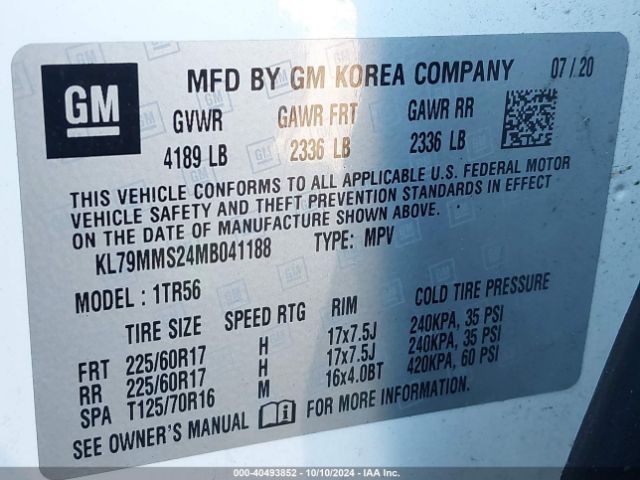 GM
MFD BY GM KOREA COMPANY 07 / 20
GVWR GAWR FRT GAWR RR
4189 LB 2336 LB 2336 LB
THIS VEHICLE CONFORMS TO ALL APPLICABLE U.S. FEDERAL MOTOR
VEHICLE SAFETY AND THEFT PREVENTION STANDARDS IN EFFECT
ON THE DATE OF MANUFACTURE SHOWN ABOVE.
KL79MMS24MB041188 TYPE: MPV
MODEL : 1TR56
TIRE SIZE SPEED RTG RIM COLD TIRE PRESSURE
FRT 225/60R17 H 17x7.5J 240KPA, 35 PSI
RR 225/60R17 H 17x7.5J 240KPA, 35 PSI
SPA T125/70R16 M 16x4.0BT 420KPA, 60 PSI
SEE OWNER'S MANUAL FOR MORE INFORMATION.
000-40493852 - 10/10/2024 - IAA Inc.